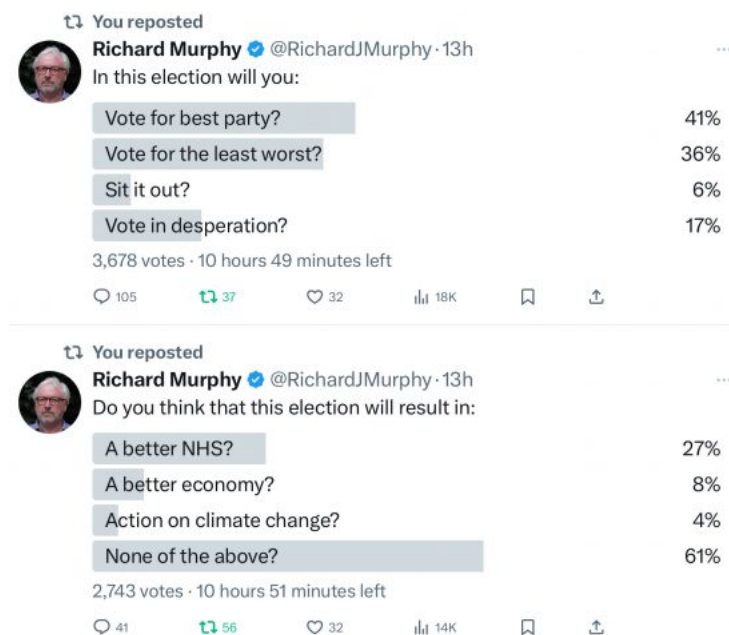 You reposted
Richard Murphy @RichardJMurphy · 13h
In this election will you:
Vote for best party? 41%
Vote for the least worst? 36%
Sit it out? 6%
Vote in desperation? 17%
3,678 votes · 10 hours 49 minutes left
105 37 32 18K
You reposted
Richard Murphy @RichardJMurphy · 13h
Do you think that this election will result in:
A better NHS? 27%
A better economy? 8%
Action on climate change? 4%
None of the above? 61%
2,743 votes · 10 hours 51 minutes left
41 56 32 14K